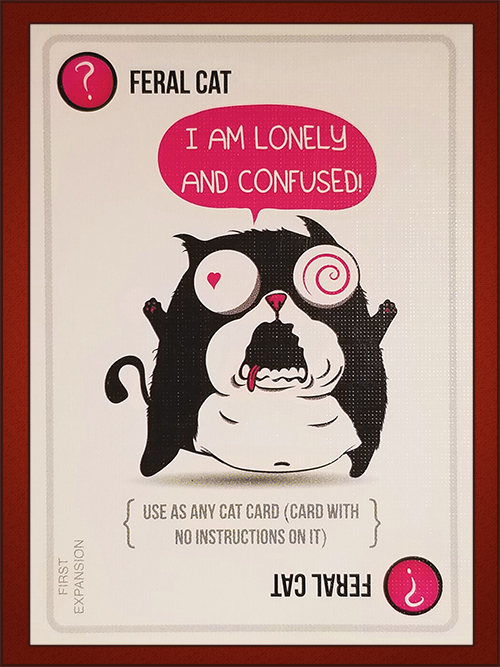 ? FERAL CAT
I AM LONELY
AND CONFUSED!
USE AS ANY CAT CARD (CARD WITH
NO INSTRUCTIONS ON IT)
FIRST
EXPANSION
? FERAL CAT